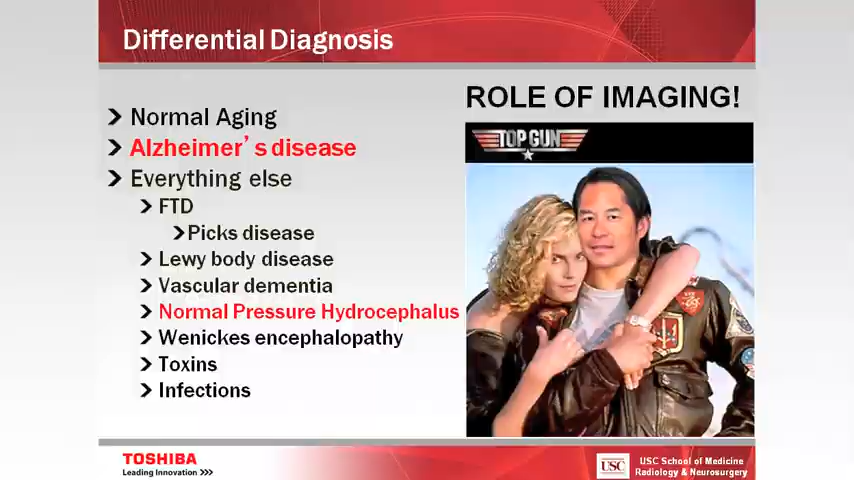 Differential Diagnosis
ROLE OF IMAGING!
Normal Aging
Alzheimer's disease
Everything else
FTD
Picks disease
Lewy body disease
Vascular dementia
Normal Pressure Hydrocephalus
Wenickes encephalopathy
Toxins
Infections
TOP GUN
TOSHIBA
Leading Innovation >>>
USC
USC School of Medicine
Radiology & Neurosurgery